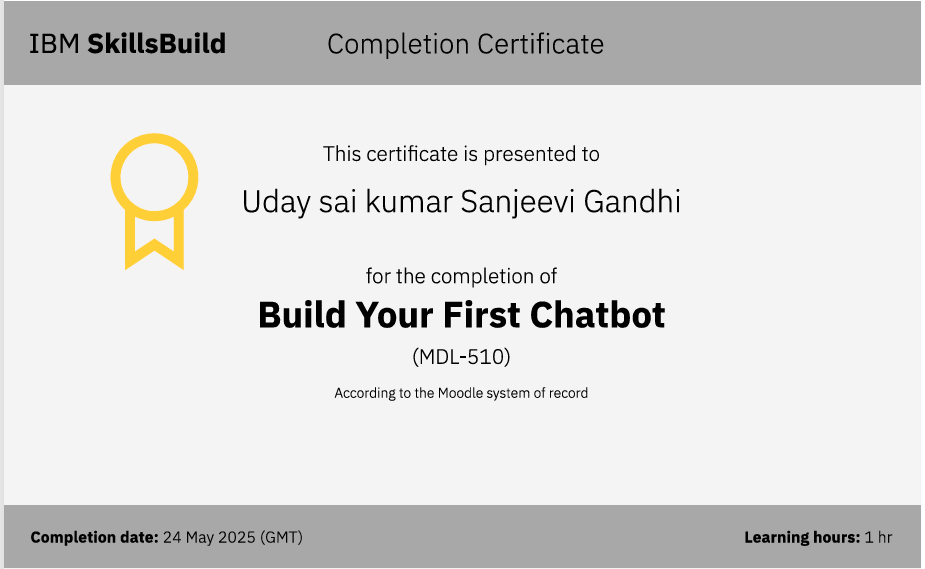 IBM SkillsBuild
Completion Certificate
This certificate is presented to
Uday sai kumar Sanjeevi Gandhi
for the completion of
Build Your First Chatbot
(MDL-510)
According to the Moodle system of record
Completion date: 24 May 2025 (GMT)
Learning hours: 1 hr